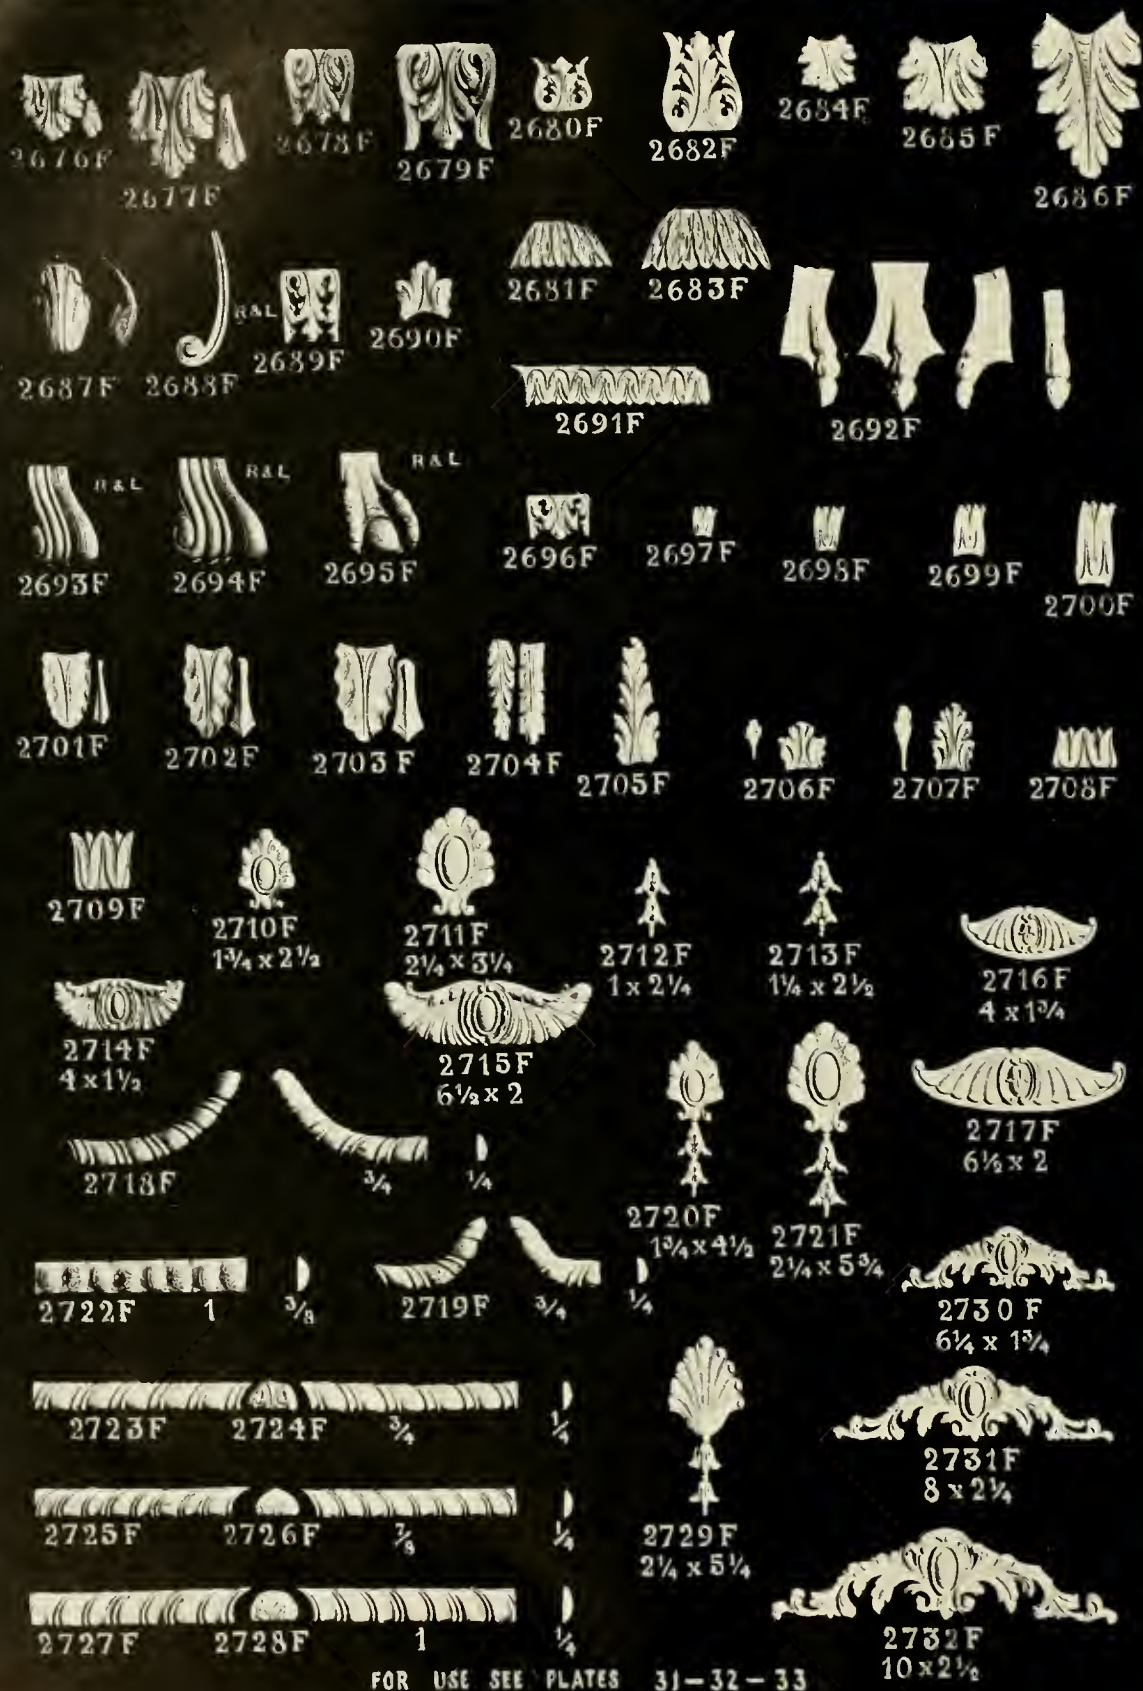 2676F
2677F
2678F
2679F
2680F
2682F
2684F
2685F
2686F
2681F
2683F
2687F
2688F
R&L
2689F
2690F
2691F
2692F
R&L
2693F
R&L
2694F
R&L
2695F
2696F
2697F
2698F
2699F
2700F
2701F
2702F
2703F
2704F
2705F
2706F
2707F
2708F
2709F
2710F
1¾ x 2½
2711F
2¼ x 3¼
2712F
1 x 2¼
2713F
1¼ x 2½
2716F
4 x 1¾
2714F
4 x 1½
2715F
6½ x 2
2717F
6½ x 2
2718F ¾ ¼
2720F
1¾ x 4½
2721F
2¼ x 5¾
2722F 1 ⅜
2719F ¾ ¼
2730F
6¼ x 1¾
2723F 2724F ¾ ¼
2731F
8 x 2¼
2725F 2726F ⅞ ¼
2729F
2¼ x 5¼
2727F 2728F 1 ¼
2732F
10 x 2½
FOR USE SEE PLATES 31-32-33